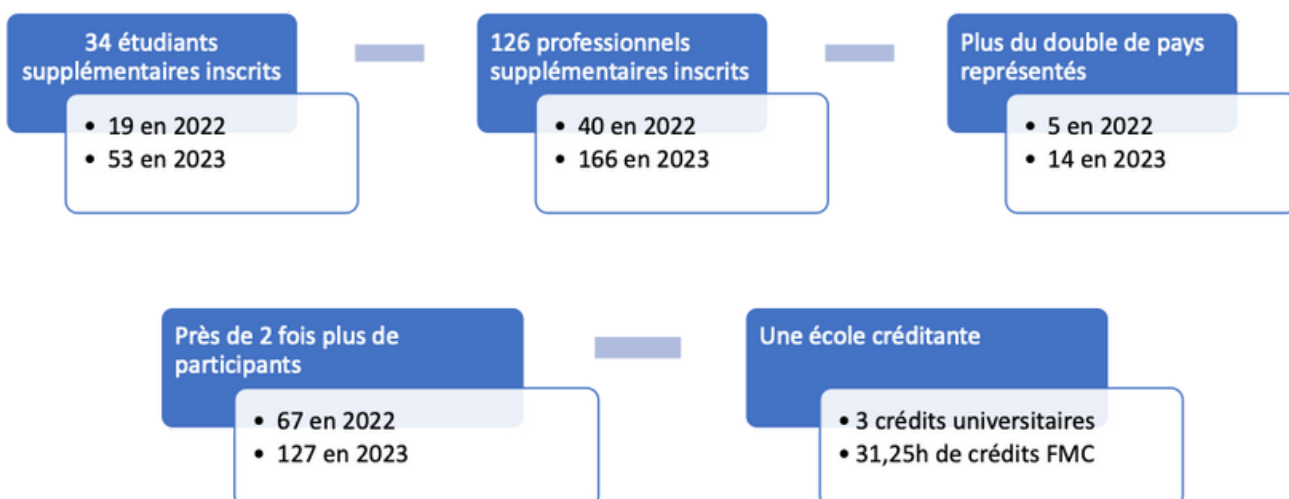 34 étudiants
supplémentaires inscrits
• 19 en 2022
• 53 en 2023
126 professionnels
supplémentaires inscrits
• 40 en 2022
• 166 en 2023
Plus du double de pays
représentés
• 5 en 2022
• 14 en 2023
Près de 2 fois plus de
participants
• 67 en 2022
• 127 en 2023
Une école créditante
• 3 crédits universitaires
• 31,25h de crédits FMC